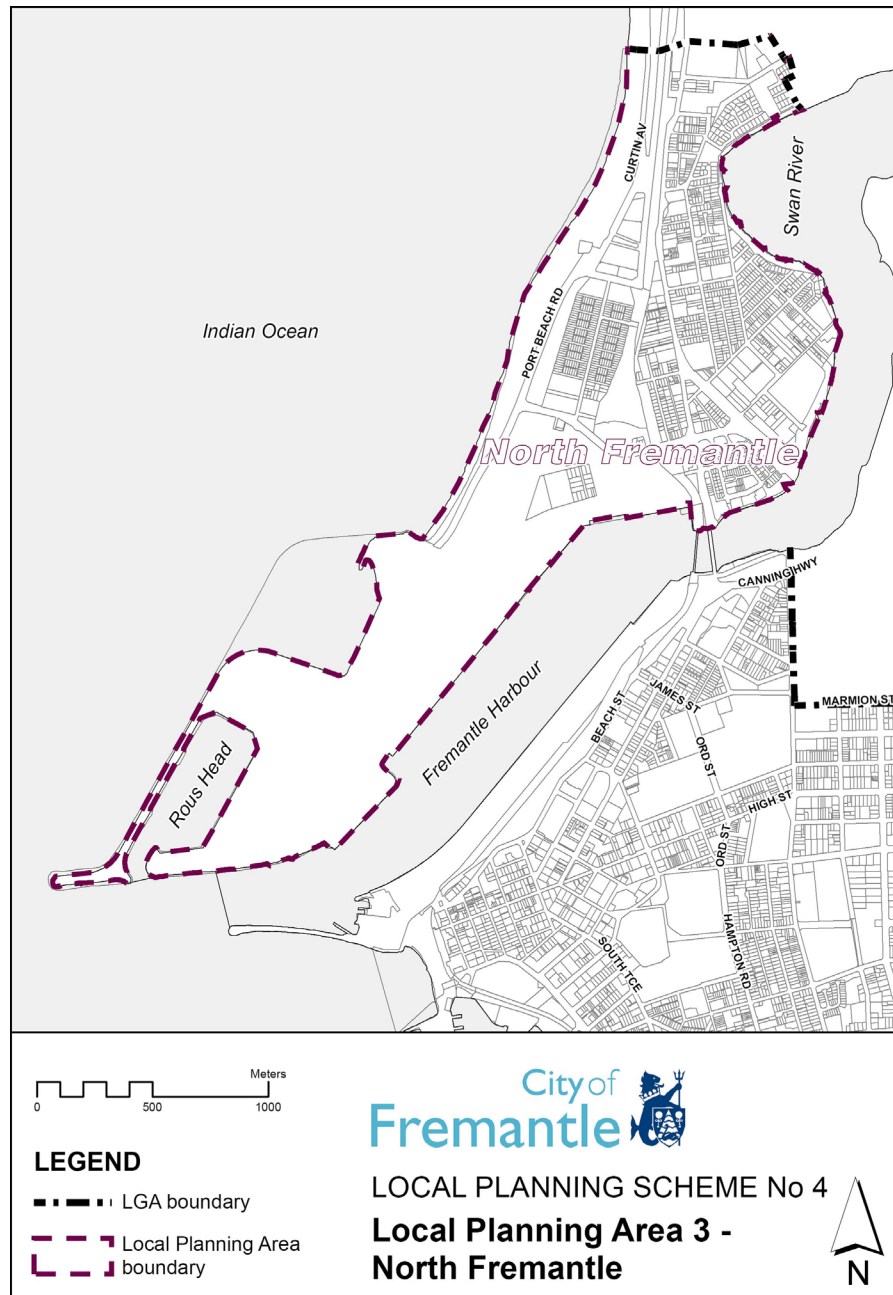 CURTIN AV
Swan River
Indian Ocean
PORT BEACH RD
North Fremantle
CANNING HWY
Fremantle Harbour
JAMES ST
MARMION ST
BEACH ST
ORD ST
Rous Head
HIGH ST
ORD ST
HAMPTON RD
SOUTH TCE
Meters
0 500 1000
City of
Fremantle
LEGEND
LGA boundary
Local Planning Area
boundary
LOCAL PLANNING SCHEME No 4
Local Planning Area 3 -
North Fremantle
N